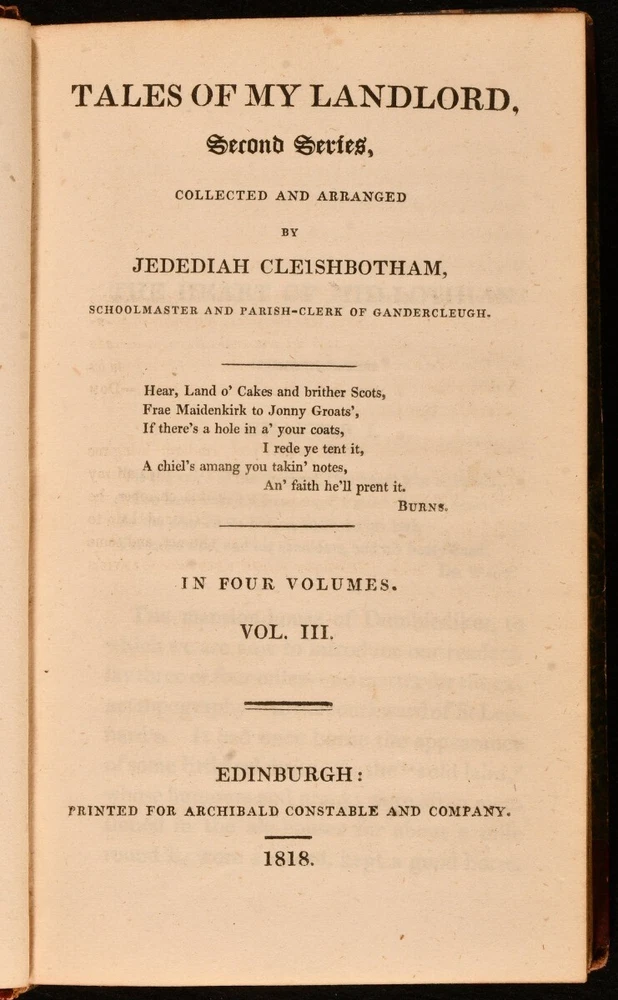 TALES OF MY LANDLORD,
Second Series,
COLLECTED AND ARRANGED
BY
JEDEDIAH CLEISHBOTHAM,
SCHOOLMASTER AND PARISH-CLERK OF GANDERCLEUGH.
Hear, Land o' Cakes and brither Scots,
Frae Maidenkirk to Jonny Groats',
If there's a hole in a' your coats,
I rede ye tent it,
A chiel's amang you takin' notes,
An' faith he'll prent it.
BURNS.
IN FOUR VOLUMES.
VOL. III.
EDINBURGH:
PRINTED FOR ARCHIBALD CONSTABLE AND COMPANY.
1818.